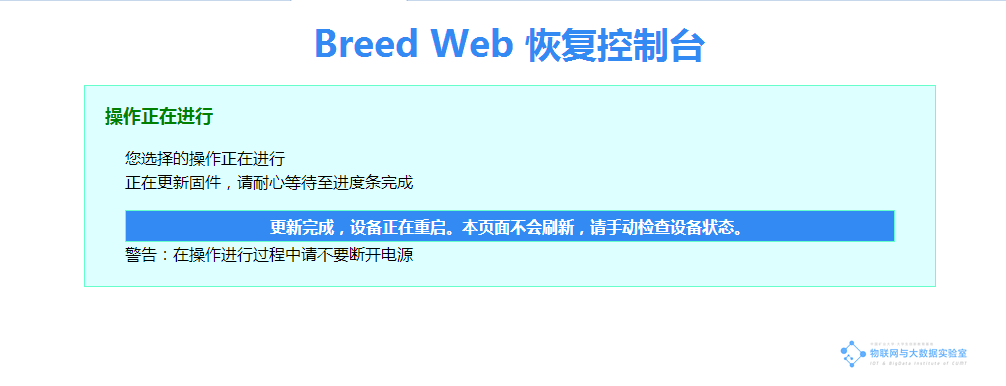 Breed Web 恢复控制台
操作正在进行
您选择的操作正在进行
正在更新固件，请耐心等待至进度条完成
更新完成，设备正在重启。本页面不会刷新，请手动检查设备状态。
警告：在操作进行过程中请不要断开电源
物联网与大数据实验室
IOT & BigData Institute of CUMT